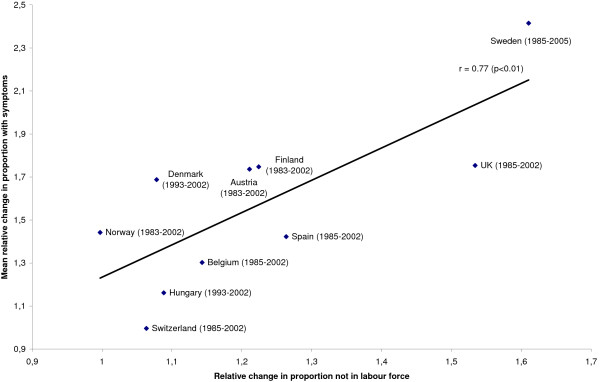 2,5
Sweden (1985-2005)
2,3
r = 0.77 (p<0.01)
2,1
1,9
Finland
(1983-2002)
UK (1985-2002)
Denmark
(1993-2002)
1,7
Austria
(1983-2002)
1,5
Norway (1983-2002)
Spain (1985-2002)
1,3
Belgium (1985-2002)
Hungary (1993-2002)
1,1
Switzerland (1985-2002)
0,9
Mean relative change in proportion with symptoms
0,9 1 1,1 1,2 1,3 1,4 1,5 1,6 1,7
Relative change in proportion not in labour force